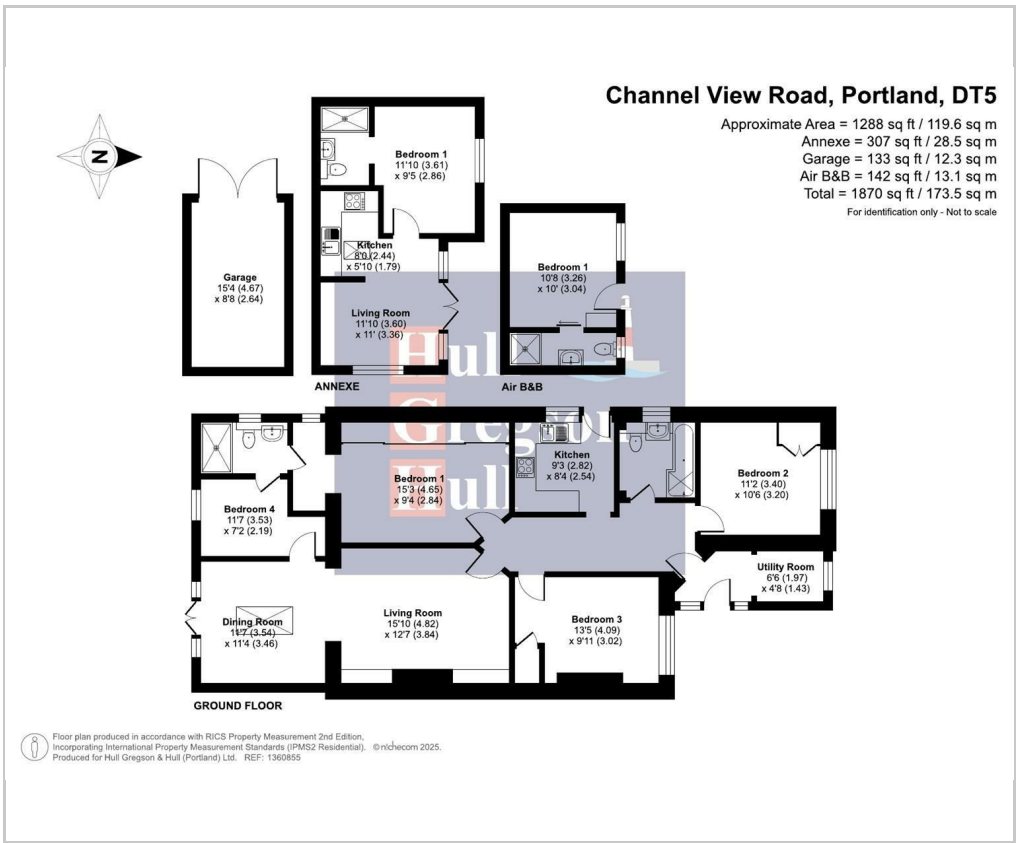 Channel View Road, Portland, DT5
Approximate Area = 1288 sq ft / 119.6 sq m
Annexe = 307 sq ft / 28.5 sq m
Garage = 133 sq ft / 12.3 sq m
Air B&B = 142 sq ft / 13.1 sq m
Total = 1870 sq ft / 173.5 sq m
For identification only - Not to scale
N
Bedroom 1
11'10 (3.61)
x 9'5 (2.86)
Kitchen
8'0 (2.44)
x 5'10 (1.79)
Living Room
11'10 (3.60)
x 11' (3.36)
ANNEXE
Garage
15'4 (4.67)
x 8'8 (2.64)
Bedroom 1
10'8 (3.26)
x 10' (3.04)
Air B&B
Hull
Gregson
Hull
Bedroom 1
15'3 (4.65)
x 9'4 (2.84)
Kitchen
9'3 (2.82)
x 8'4 (2.54)
Bedroom 2
11'2 (3.40)
x 10'6 (3.20)
Bedroom 4
11'7 (3.53)
x 7'2 (2.19)
Utility Room
6'6 (1.97)
x 4'8 (1.43)
Dining Room
11'7 (3.54)
x 11'4 (3.46)
Living Room
15'10 (4.82)
x 12'7 (3.84)
Bedroom 3
13'5 (4.09)
x 9'11 (3.02)
GROUND FLOOR
Floor plan produced in accordance with RICS Property Measurement 2nd Edition,
Incorporating International Property Measurement Standards (IPMS2 Residential). © nichecom 2025.
Produced for Hull Gregson & Hull (Portland) Ltd. REF: 1360855